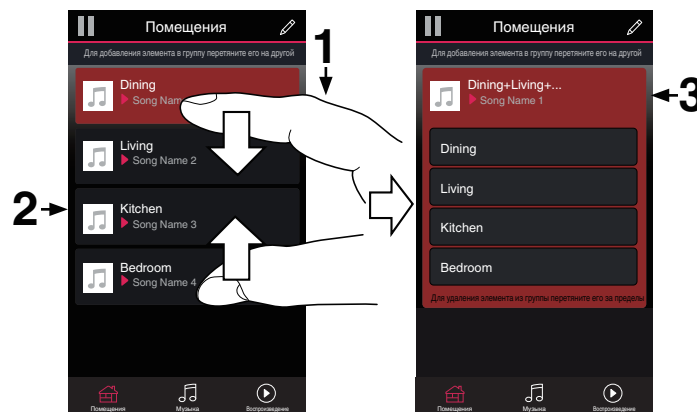 Помещения
Для добавления элемента в группу перетяните его на другой
Dining
Song Nam
Living
Song Name 2
Kitchen
Song Name 3
Bedroom
Song Name 4
Помещения
Музыка
Воспроизведение
1
2
Помещения
Для добавления элемента в группу перетяните его на другой
Dining+Living+...
Song Name 1
Dining
Living
Kitchen
Bedroom
Для удаления элемента из группы перетяните его за пределы
Помещения
Музыка
Воспроизведение
3